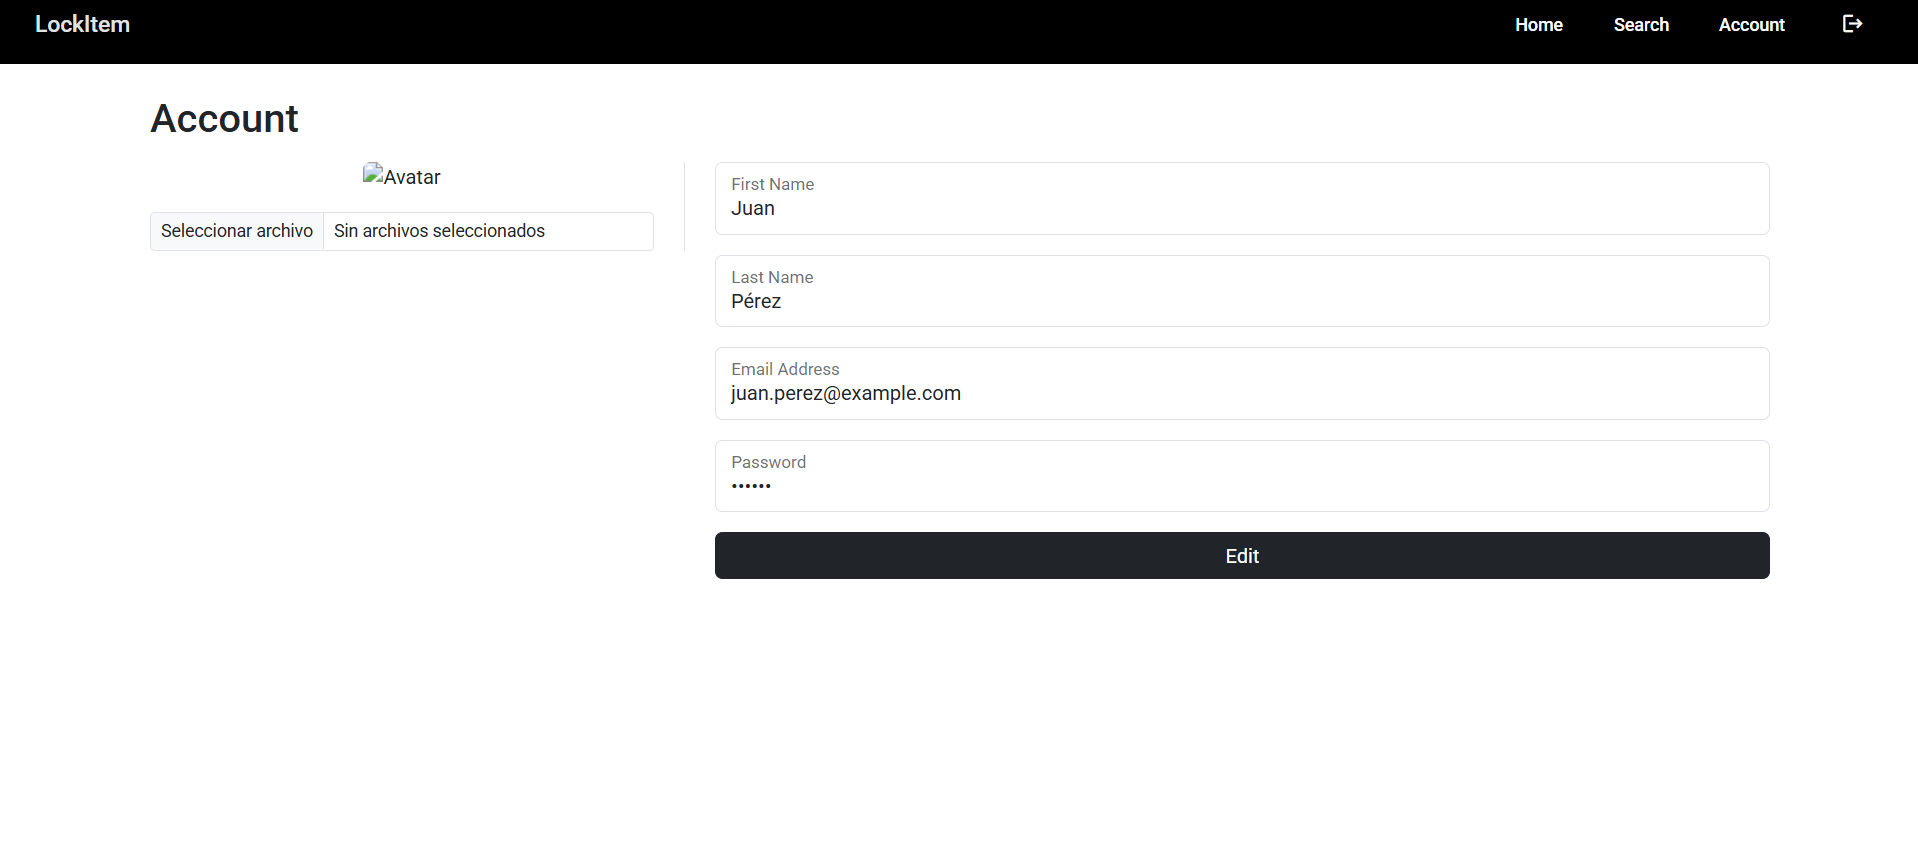 LockItem
Home Search Account
Account
Avatar
Seleccionar archivo Sin archivos seleccionados
First Name
Juan
Last Name
Pérez
Email Address
juan.perez@example.com
Password
••••••
Edit